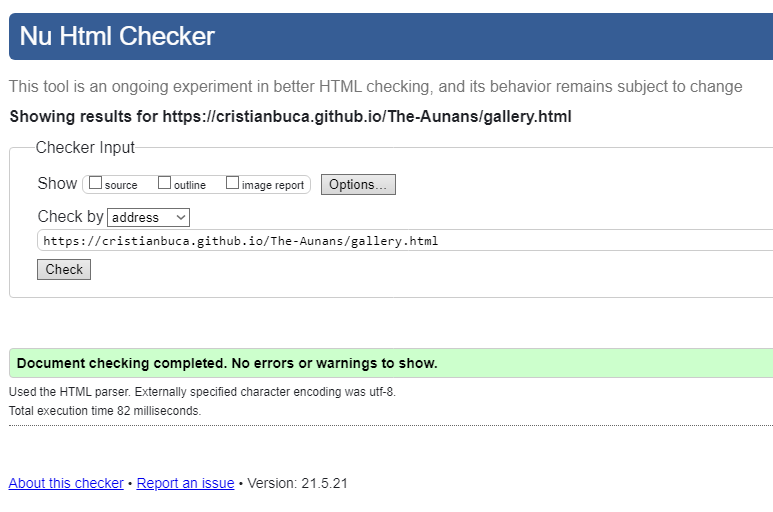 Nu Html Checker
This tool is an ongoing experiment in better HTML checking, and its behavior remains subject to change
Showing results for https://cristianbuca.github.io/The-Aunans/gallery.html
Checker Input
Show source outline image report Options...
Check by address
https://cristianbuca.github.io/The-Aunans/gallery.html
Check
Document checking completed. No errors or warnings to show.
Used the HTML parser. Externally specified character encoding was utf-8.
Total execution time 82 milliseconds.
About this checker • Report an issue • Version: 21.5.21